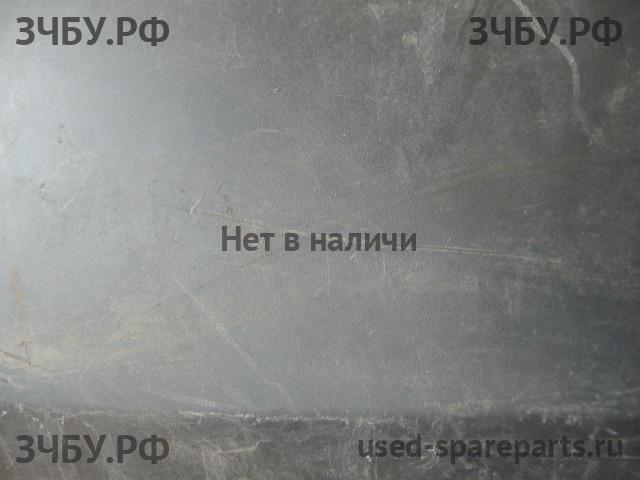 ЗЧБУ.РФ ЗЧБУ.РФ
Нет в наличи
ЗЧБУ.РФ used-spareparts.ru